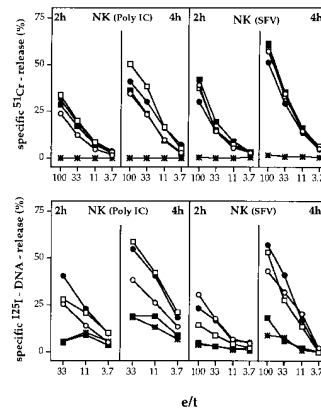 2h NK (Poly IC) 4h 2h NK (SFV) 4h
specific ⁵¹Cr - release (%)
75
50
25
0
100 33 11 3.7 100 33 11 3.7 100 33 11 3.7 100 33 11 3.7
2h NK (Poly IC) 4h 2h NK (SFV) 4h
specific ¹²⁵I - DNA - release (%)
75
50
25
0
33 11 3.7 33 11 3.7 100 33 11 3.7 100 33 11 3.7
e/t